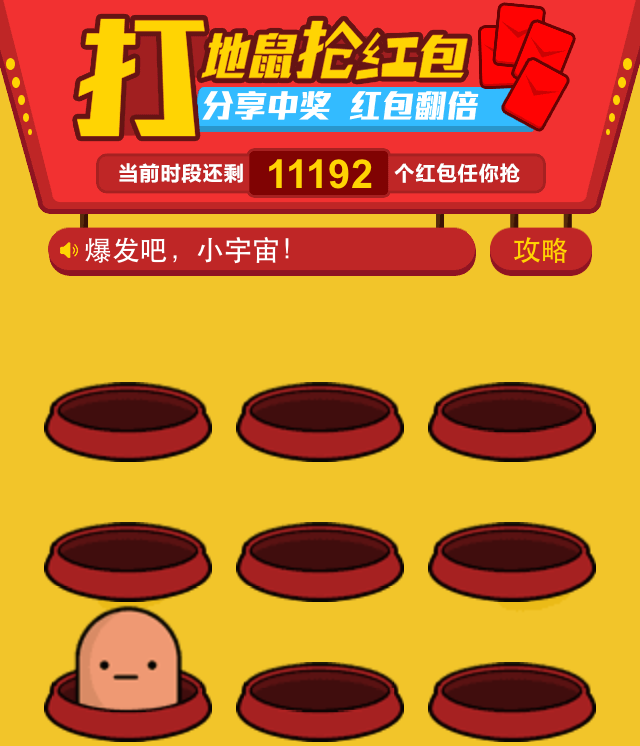 打地鼠抢红包
分享中奖 红包翻倍
当前时段还剩 11192 个红包任你抢
爆发吧，小宇宙！
攻略